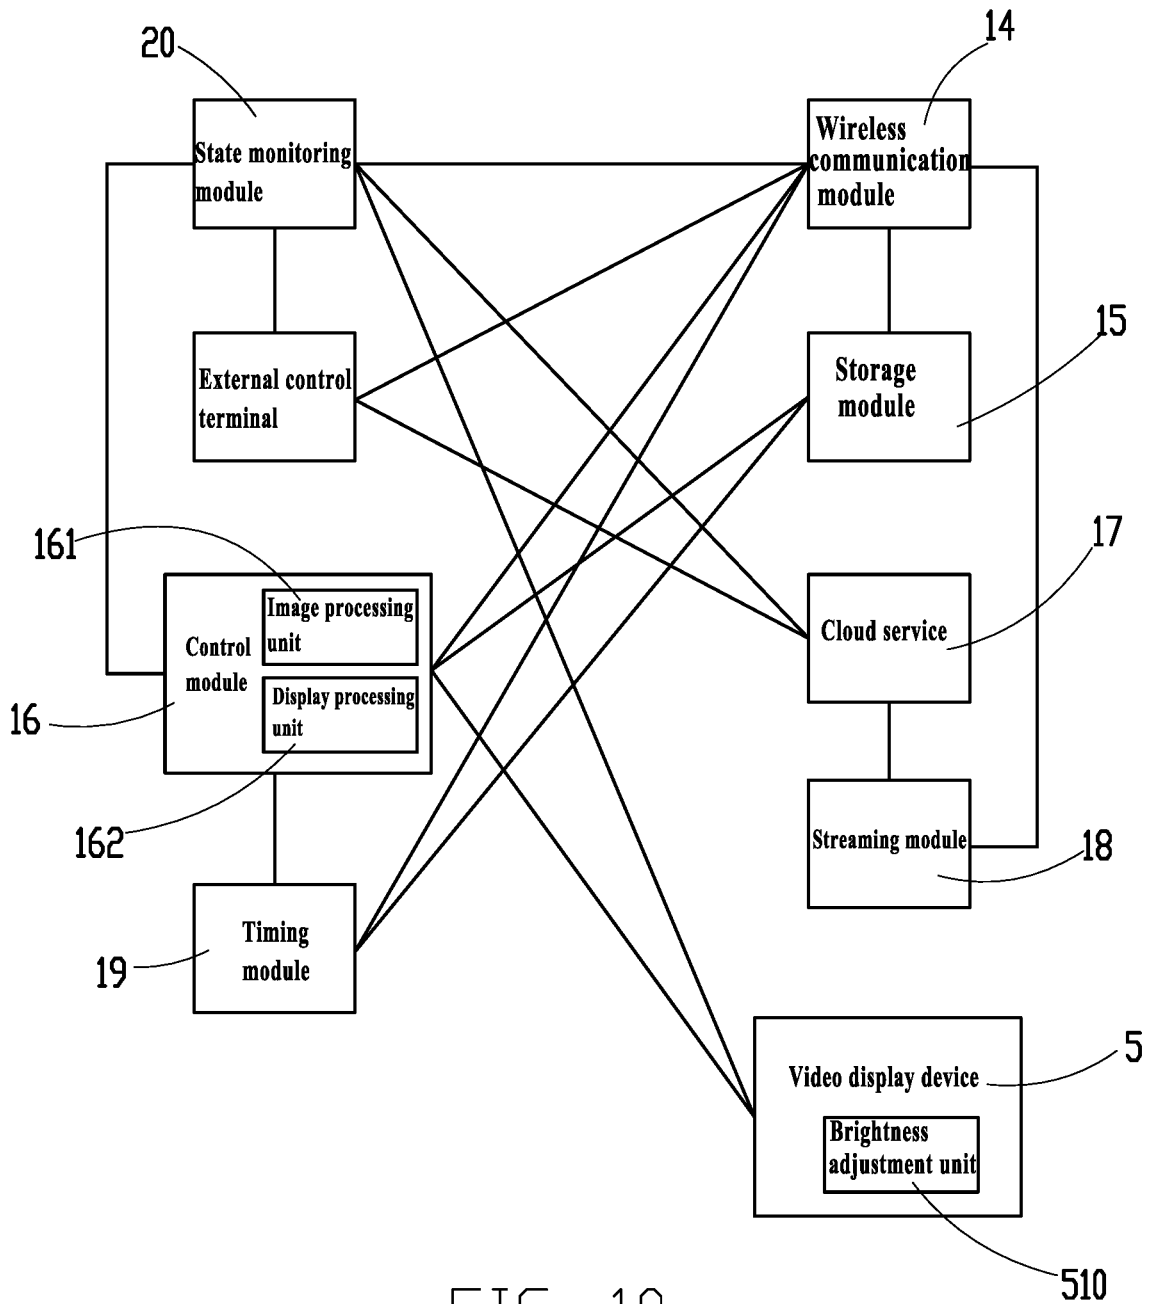 20
14
State monitoring
module
Wireless
communication
module
External control
terminal
15
Storage
module
161
Image processing
unit
Control
module
Display processing
unit
16
162
17
Cloud service
Streaming module
18
Timing
module
19
5
Video display device
Brightness
adjustment unit
510